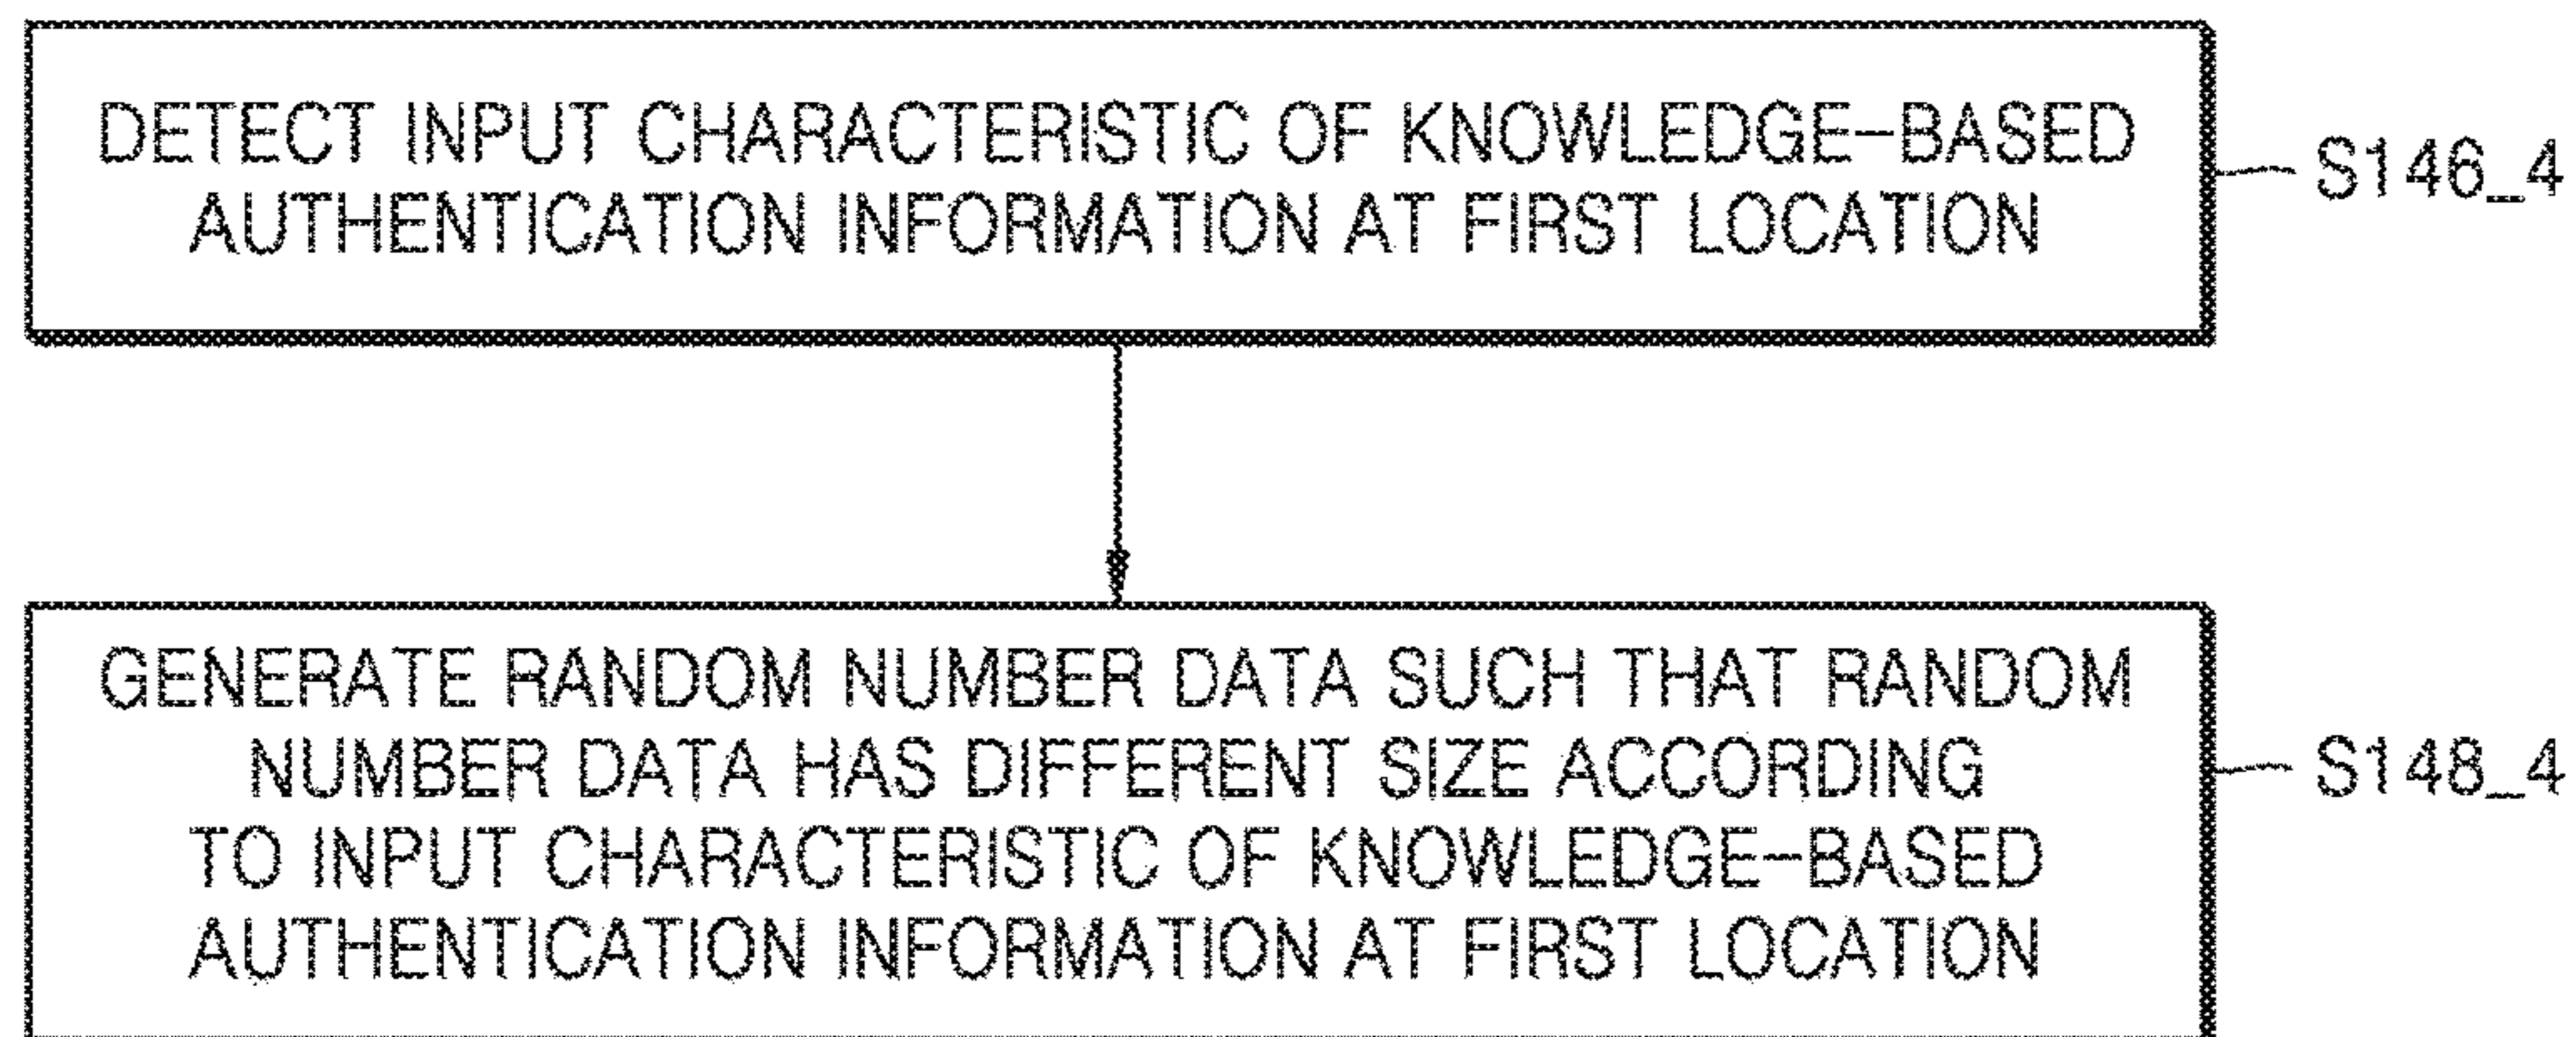 DETECT INPUT CHARACTERISTIC OF KNOWLEDGE-BASED
AUTHENTICATION INFORMATION AT FIRST LOCATION
S146_4
GENERATE RANDOM NUMBER DATA SUCH THAT RANDOM
NUMBER DATA HAS DIFFERENT SIZE ACCORDING
TO INPUT CHARACTERISTIC OF KNOWLEDGE-BASED
AUTHENTICATION INFORMATION AT FIRST LOCATION
S148_4